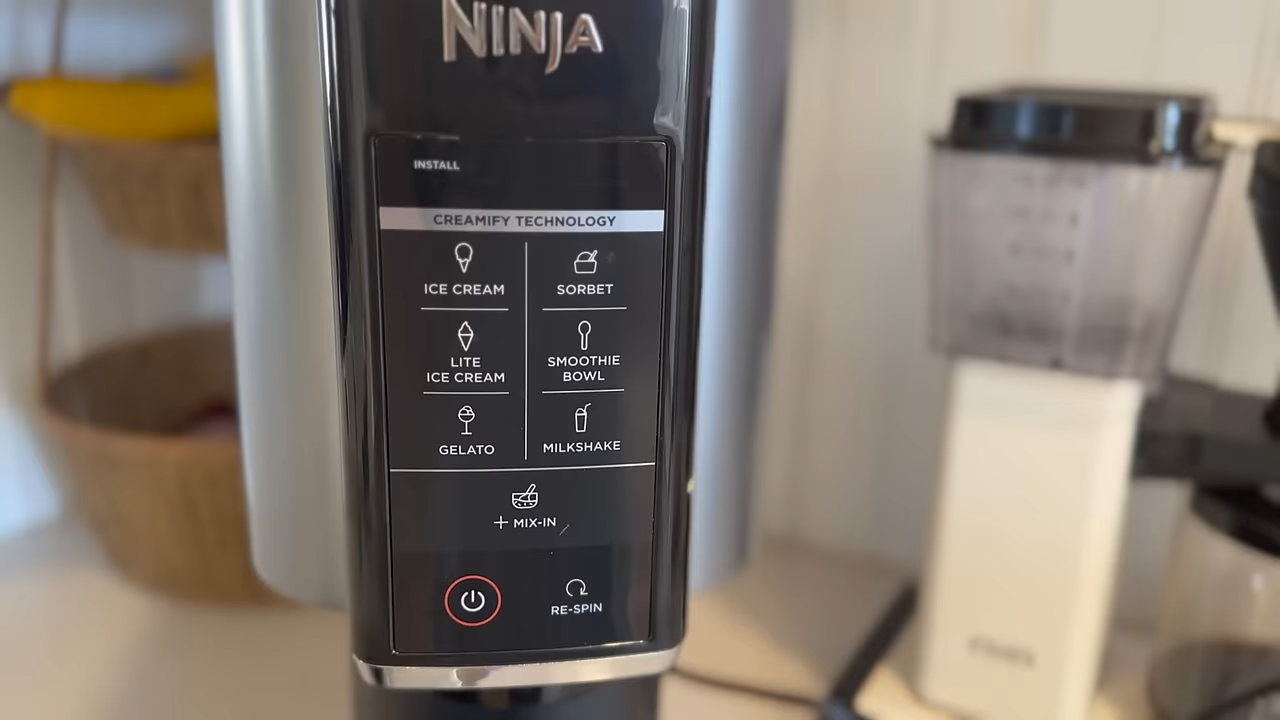 NINJA
INSTALL
CREAMIFY TECHNOLOGY
ICE CREAM
SORBET
LITE
ICE CREAM
SMOOTHIE
BOWL
GELATO
MILKSHAKE
+ MIX-IN
RE-SPIN